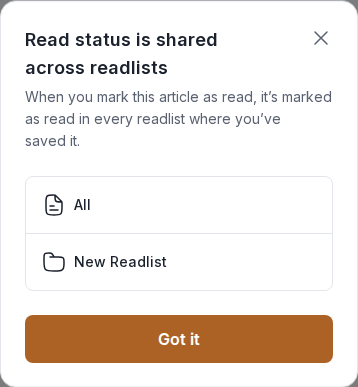 Read status is shared
across readlists
When you mark this article as read, it’s marked
as read in every readlist where you’ve
saved it.
All
New Readlist
Got it